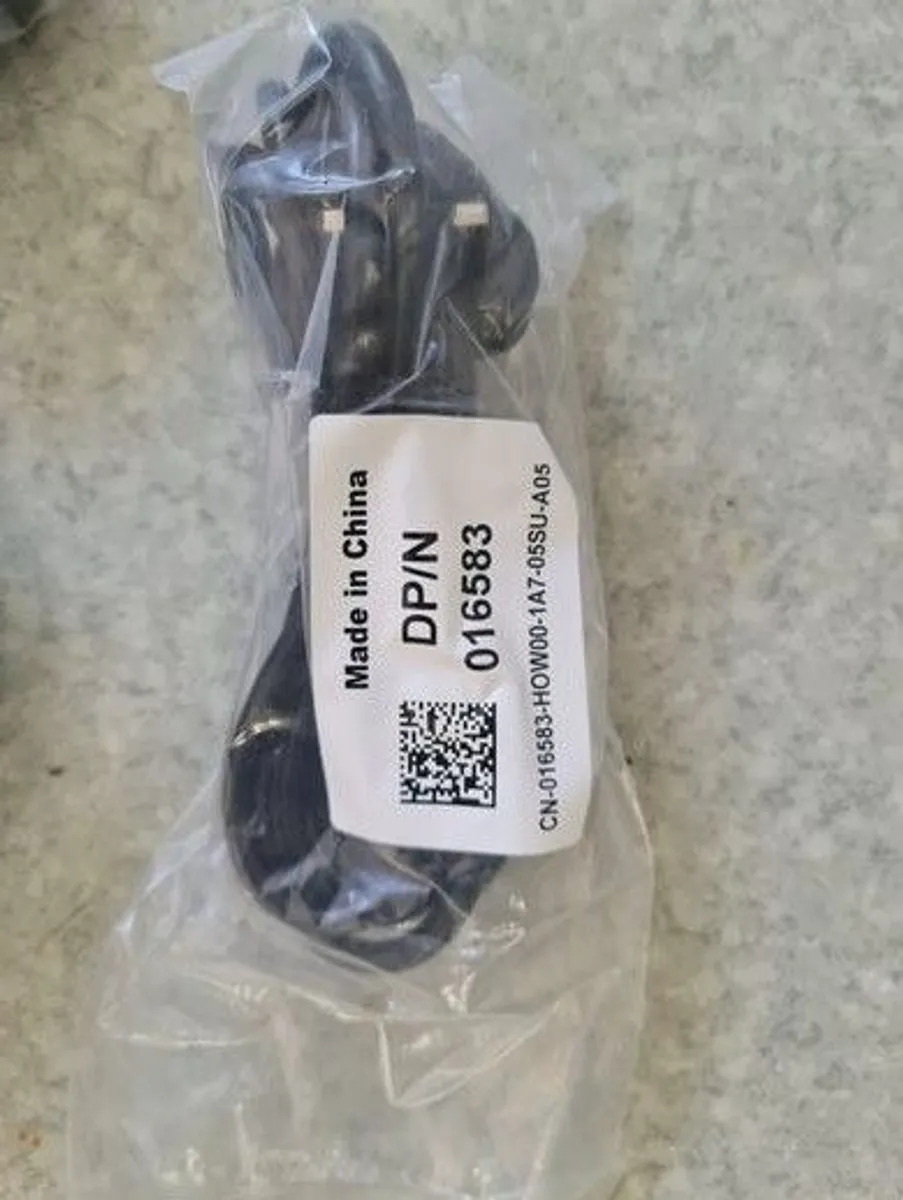 Made in China
DP/N
016583
CN-016583-HOW00-1A7-05SU-A05